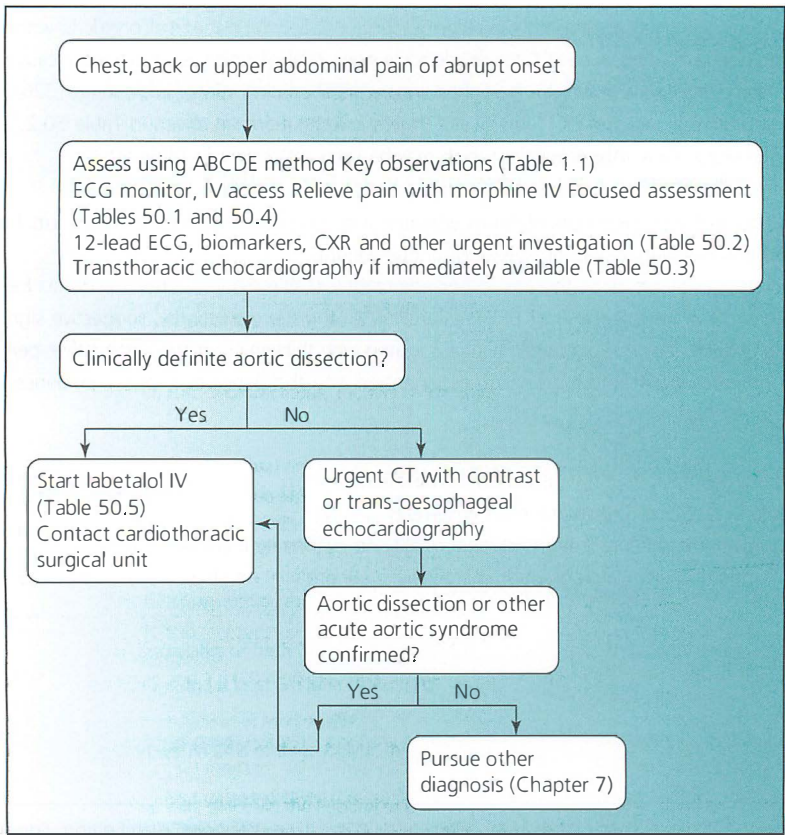 Chest, back or upper abdominal pain of abrupt onset
Assess using ABCDE method Key observations (Table 1.1)
ECG monitor, IV access Relieve pain with morphine IV Focused assessment
(Tables 50.1 and 50.4)
12-lead ECG, biomarkers, CXR and other urgent investigation (Table 50.2)
Transthoracic echocardiography if immediately available (Table 50.3)
Clinically definite aortic dissection?
Yes
No
Start labetalol IV
(Table 50.5)
Contact cardiothoracic
surgical unit
Urgent CT with contrast
or trans-oesophageal
echocardiography
Aortic dissection or other
acute aortic syndrome
confirmed?
Yes
No
Pursue other
diagnosis (Chapter 7)